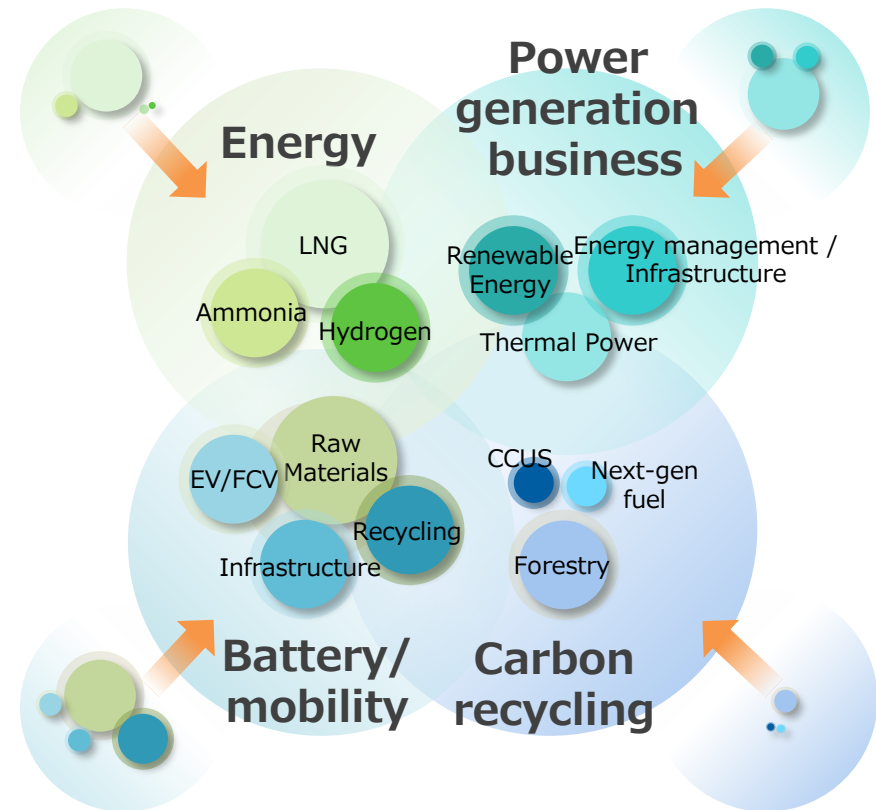 Energy
Power
generation
business
LNG
Ammonia
Hydrogen
Renewable
Energy
Energy management /
Infrastructure
Thermal Power
EV/FCV
Raw
Materials
Recycling
Infrastructure
CCUS
Next-gen
fuel
Forestry
Battery/
mobility
Carbon
recycling